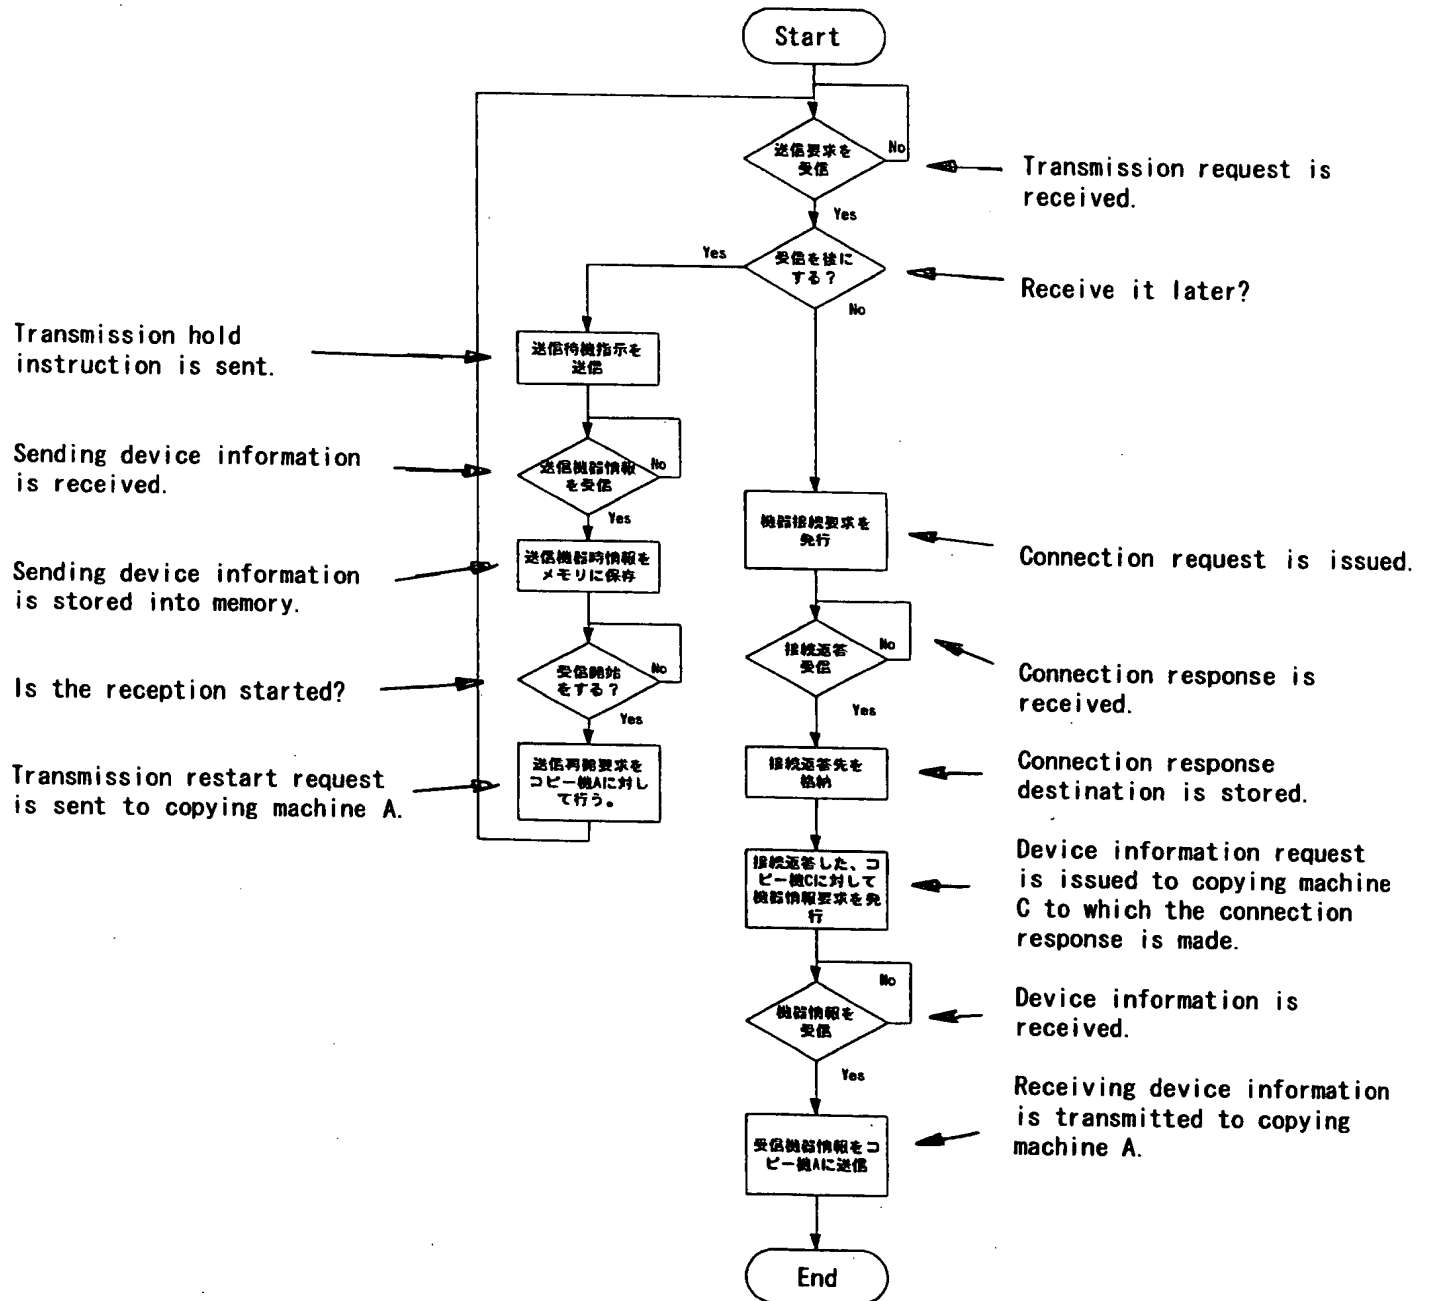 Start
送信要求を
受信
No
Yes
Transmission request is
received.
受信を後に
する？
Yes
No
Receive it later?
Transmission hold
instruction is sent.
送信待機指示を
送信
Sending device information
is received.
送信機器情報
を受信
No
Yes
Sending device information
is stored into memory.
送信機器時情報を
メモリに保存
Is the reception started?
受信開始
をする？
No
Yes
Transmission restart request
is sent to copying machine A.
送信再開要求を
コピー機Aに対し
て行う。
機器接続要求を
発行
Connection request is issued.
接続返答
受信
No
Yes
Connection response is
received.
接続返答先を
格納
Connection response
destination is stored.
接続返答した、コ
ピー機Cに対して
機器情報要求を発
行
Device information request
is issued to copying machine
C to which the connection
response is made.
機器情報を
受信
No
Yes
Device information is
received.
受信機器情報をコ
ピー機Aに送信
Receiving device information
is transmitted to copying
machine A.
End